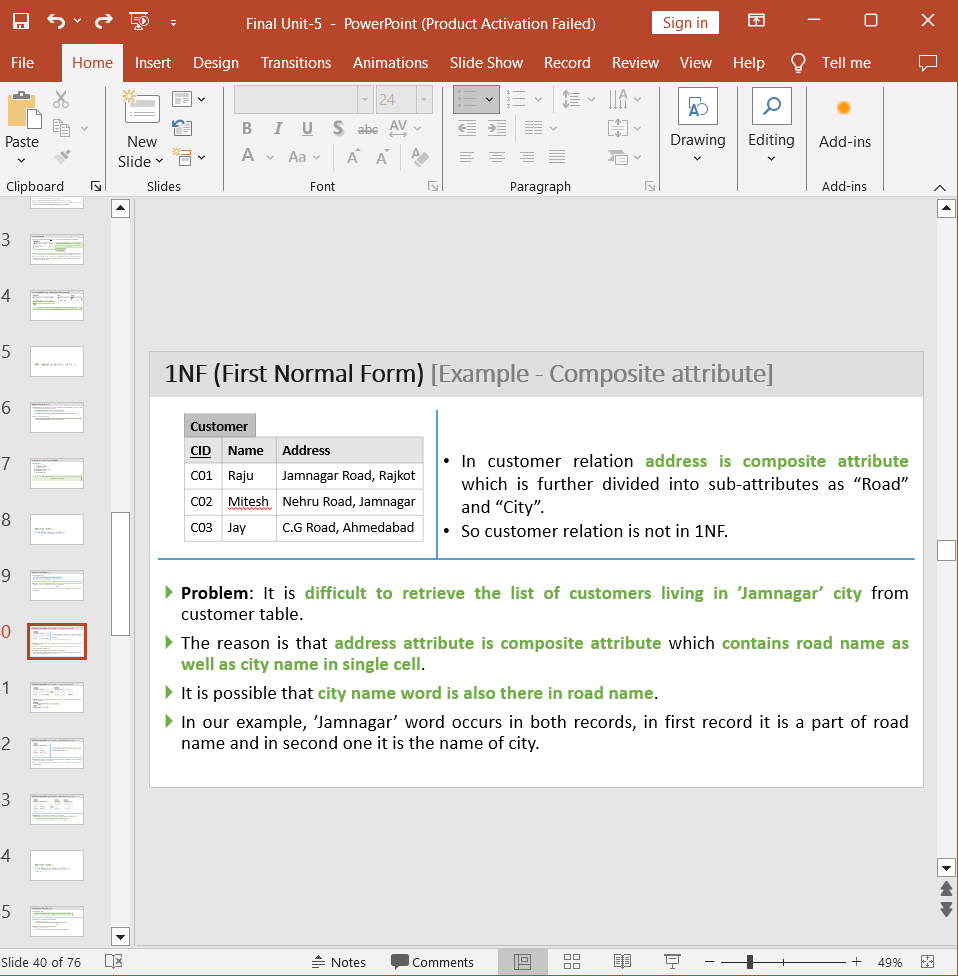 Final Unit-5 - PowerPoint (Product Activation Failed)
Sign in
File Home Insert Design Transitions Animations Slide Show Record Review View Help Tell me
Paste
Clipboard
New
Slide
Slides
24
B I U S abc AV
A Aa A A A
Font
Paragraph
Drawing
Editing
Add-ins
Add-ins
3
4
5
6
7
8
9
0
1
2
3
4
5
1NF (First Normal Form) [Example - Composite attribute]
Customer
CID Name Address
C01 Raju Jamnagar Road, Rajkot
C02 Mitesh Nehru Road, Jamnagar
C03 Jay C.G Road, Ahmedabad
• In customer relation address is composite attribute
which is further divided into sub-attributes as “Road”
and “City”.
• So customer relation is not in 1NF.
Problem: It is difficult to retrieve the list of customers living in ’Jamnagar’ city from
customer table.
The reason is that address attribute is composite attribute which contains road name as
well as city name in single cell.
It is possible that city name word is also there in road name.
In our example, ’Jamnagar’ word occurs in both records, in first record it is a part of road
name and in second one it is the name of city.
Slide 40 of 76
Notes
Comments
49%